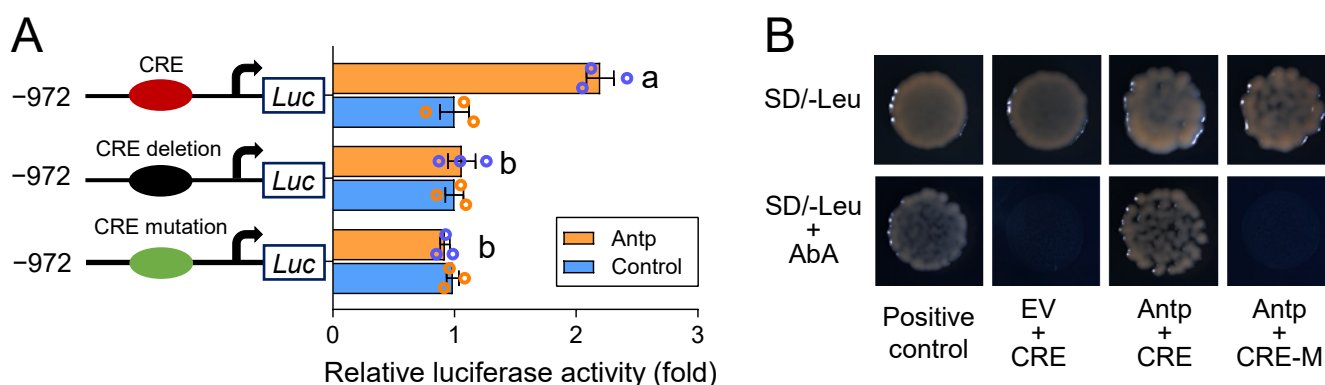 A
CRE
−972
Luc
a
CRE deletion
−972
Luc
b
CRE mutation
−972
Luc
b
Antp
Control
0 1 2 3
Relative luciferase activity (fold)
B
SD/-Leu
SD/-Leu
+
AbA
Positive
control
EV
+
CRE
Antp
+
CRE
Antp
+
CRE-M